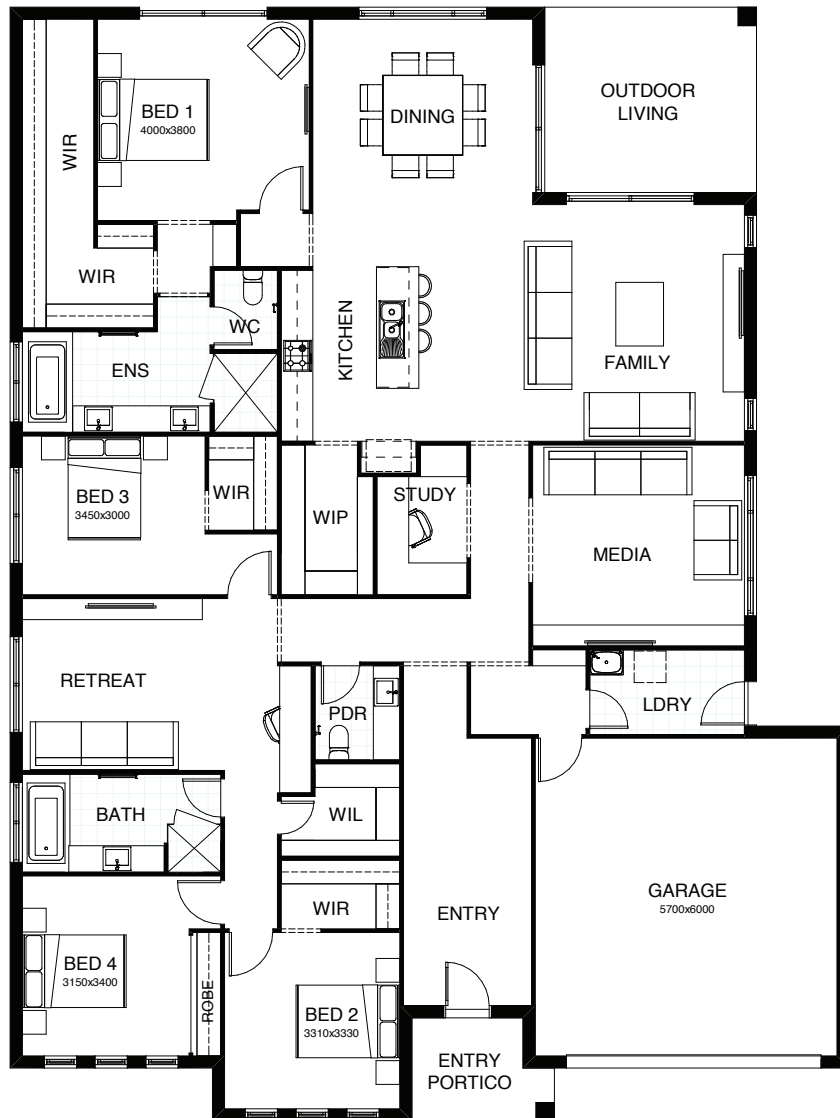 BED 1
4000x3800
WIR
DINING
OUTDOOR
LIVING
WIR
WC
ENS
KITCHEN
FAMILY
BED 3
3450x3000
WIR
WIP
STUDY
MEDIA
RETREAT
PDR
LDRY
BATH
WIL
WIR
ENTRY
GARAGE
5700x6000
BED 4
3150x3400
ROBE
BED 2
3310x3330
ENTRY
PORTICO